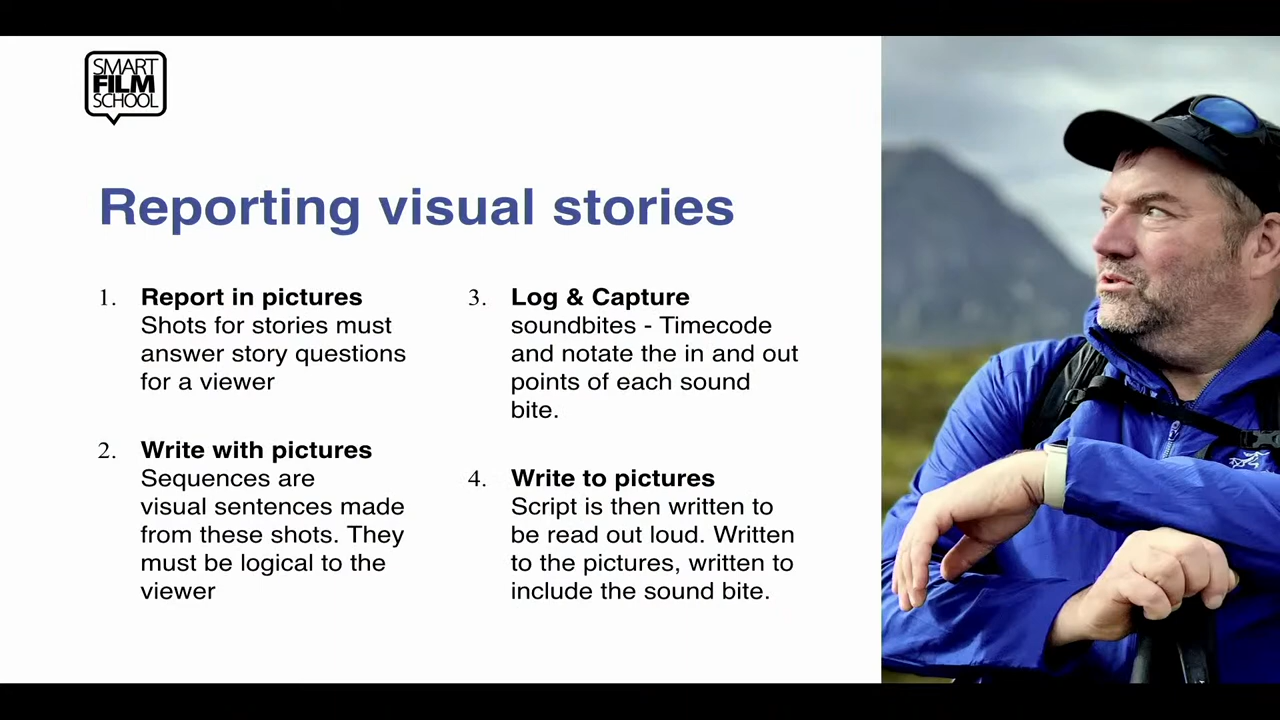 SMART
FILM
SCHOOL
Reporting visual stories
1. Report in pictures
Shots for stories must
answer story questions
for a viewer
2. Write with pictures
Sequences are
visual sentences made
from these shots. They
must be logical to the
viewer
3. Log & Capture
soundbites - Timecode
and notate the in and out
points of each sound
bite.
4. Write to pictures
Script is then written to
be read out loud. Written
to the pictures, written to
include the sound bite.